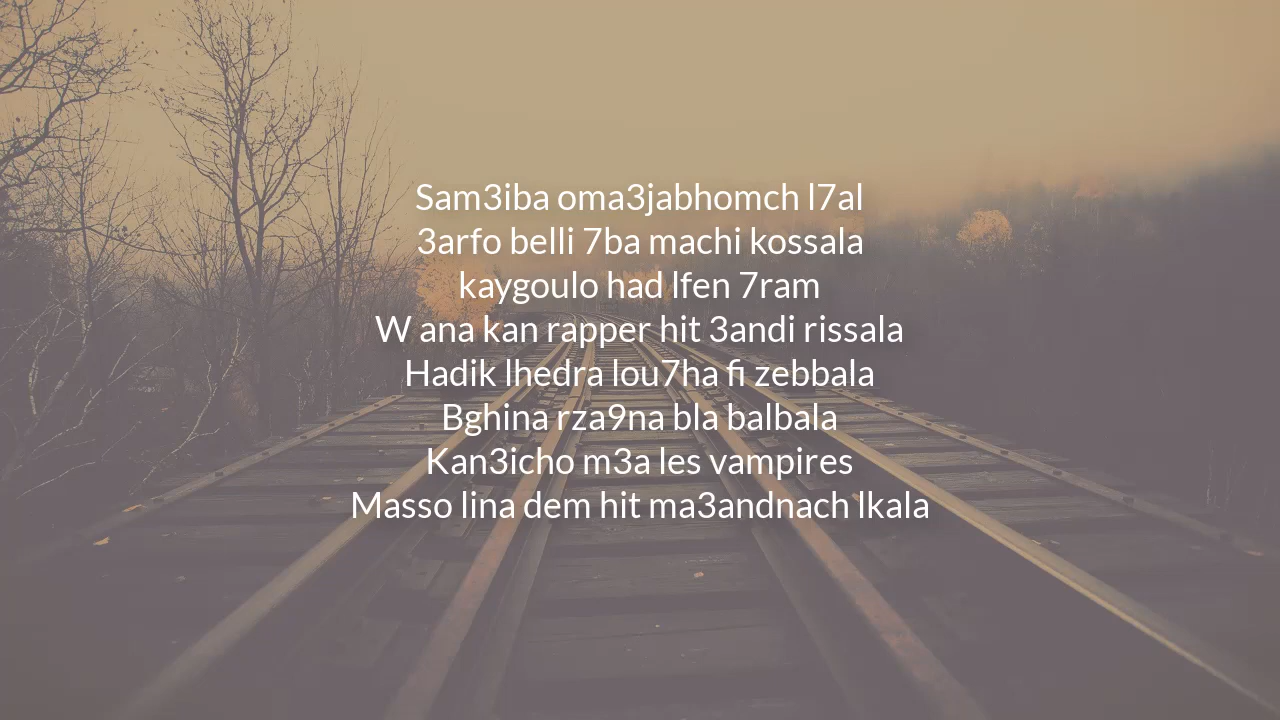 Sam3iba oma3jabhomch l7al
3arfo belli 7ba machi kossala
kaygoulo had lfen 7ram
W ana kan rapper hit 3andi rissala
Hadik lhedra lou7ha fi zebbala
Bghina rza9na bla balbala
Kan3icho m3a les vampires
Masso lina dem hit ma3andnach lkala